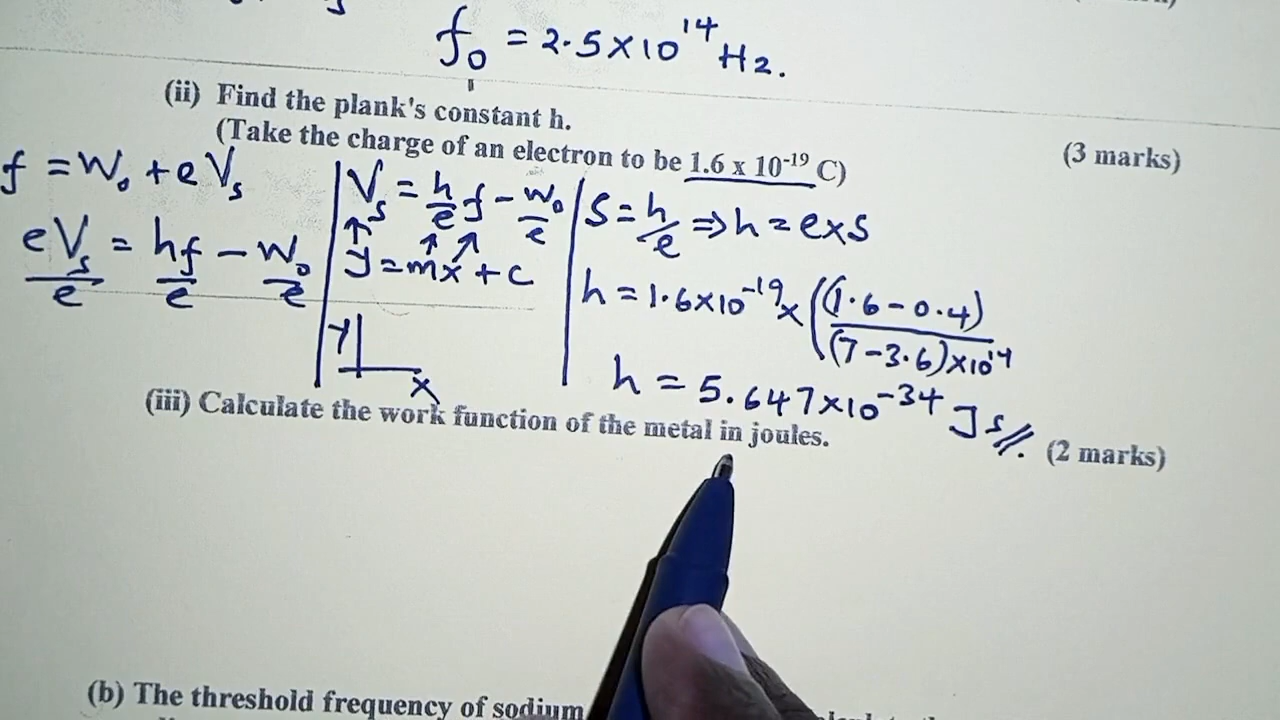 f₀ = 2.5×10¹⁴ Hz.
(ii) Find the plank's constant h.
(Take the charge of an electron to be 1.6 x 10⁻¹⁹ C)
(3 marks)
f = W₀ + eVₛ
eVₛ/e = hf/e - W₀/e
Vₛ = h/e f - W₀/e
y = mx + c
Y
X
S = h/e ⇒ h = e×s
h = 1.6×10⁻¹⁹ × ((1.6-0.4)/(7-3.6)×10¹⁴
h = 5.647×10⁻³⁴ Js//.
(iii) Calculate the work function of the metal in joules.
(2 marks)
(b) The threshold frequency of sodium